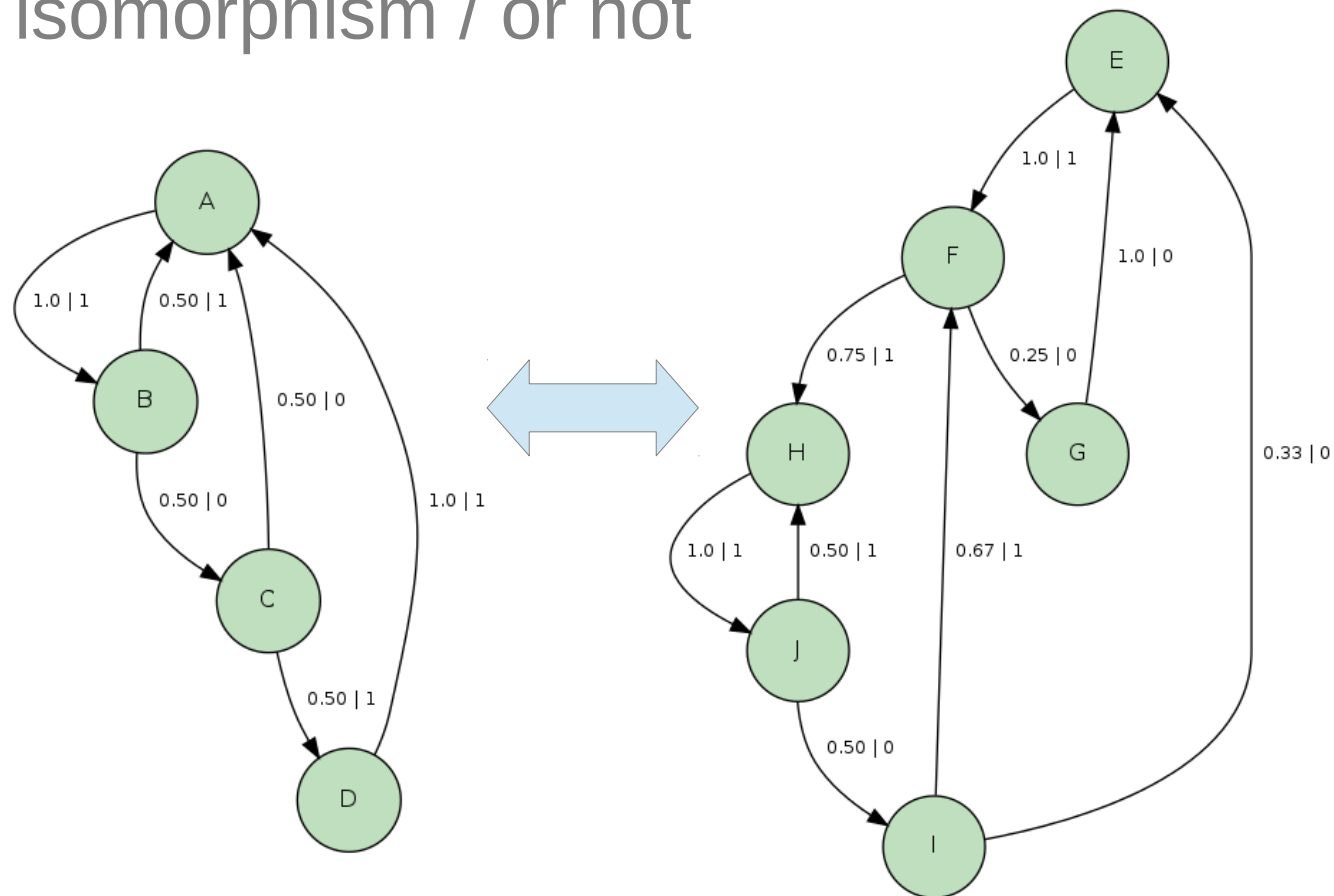 isomorphism / or not
A
1.0 | 1
0.50 | 1
B
0.50 | 0
0.50 | 0
1.0 | 1
C
0.50 | 1
D
E
1.0 | 1
F
1.0 | 0
0.75 | 1
0.25 | 0
H
G
0.33 | 0
1.0 | 1
0.50 | 1
0.67 | 1
J
0.50 | 0
I